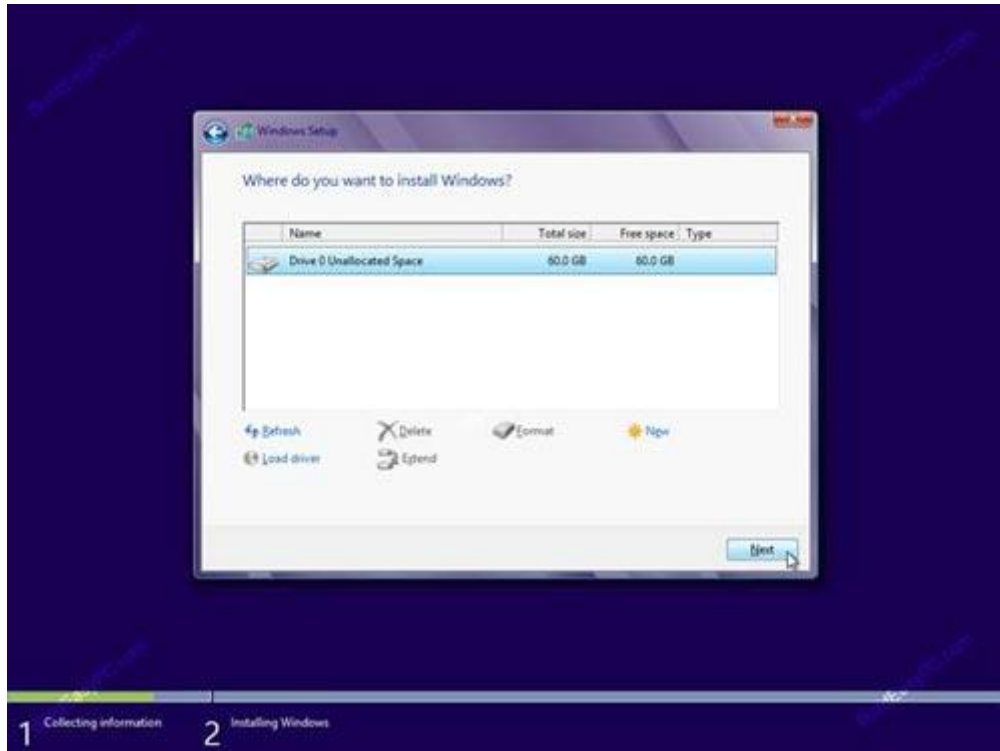 Windows Setup
Where do you want to install Windows?
Name Total size Free space Type
Drive 0 Unallocated Space 60.0 GB 60.0 GB
Refresh Delete Format New
Load driver Extend
Next
1 Collecting information 2 Installing Windows